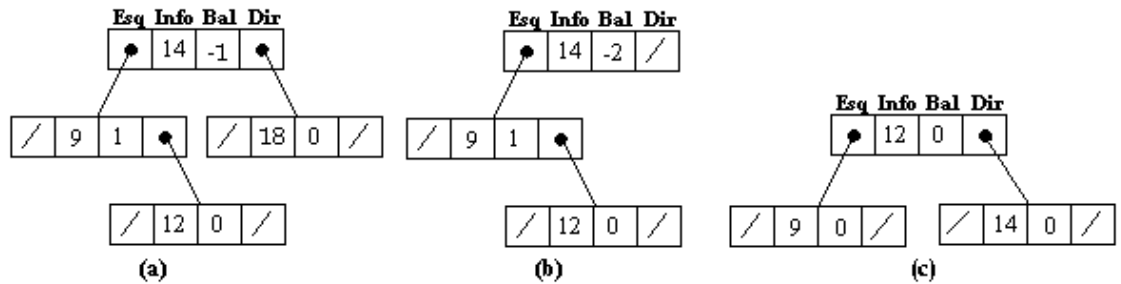 Esq Info Bal Dir
14 -1
/ 9 1
/ 18 0 /
/ 12 0 /
(a)
Esq Info Bal Dir
14 -2 /
/ 9 1
/ 12 0 /
(b)
Esq Info Bal Dir
12 0
/ 9 0 /
/ 14 0 /
(c)